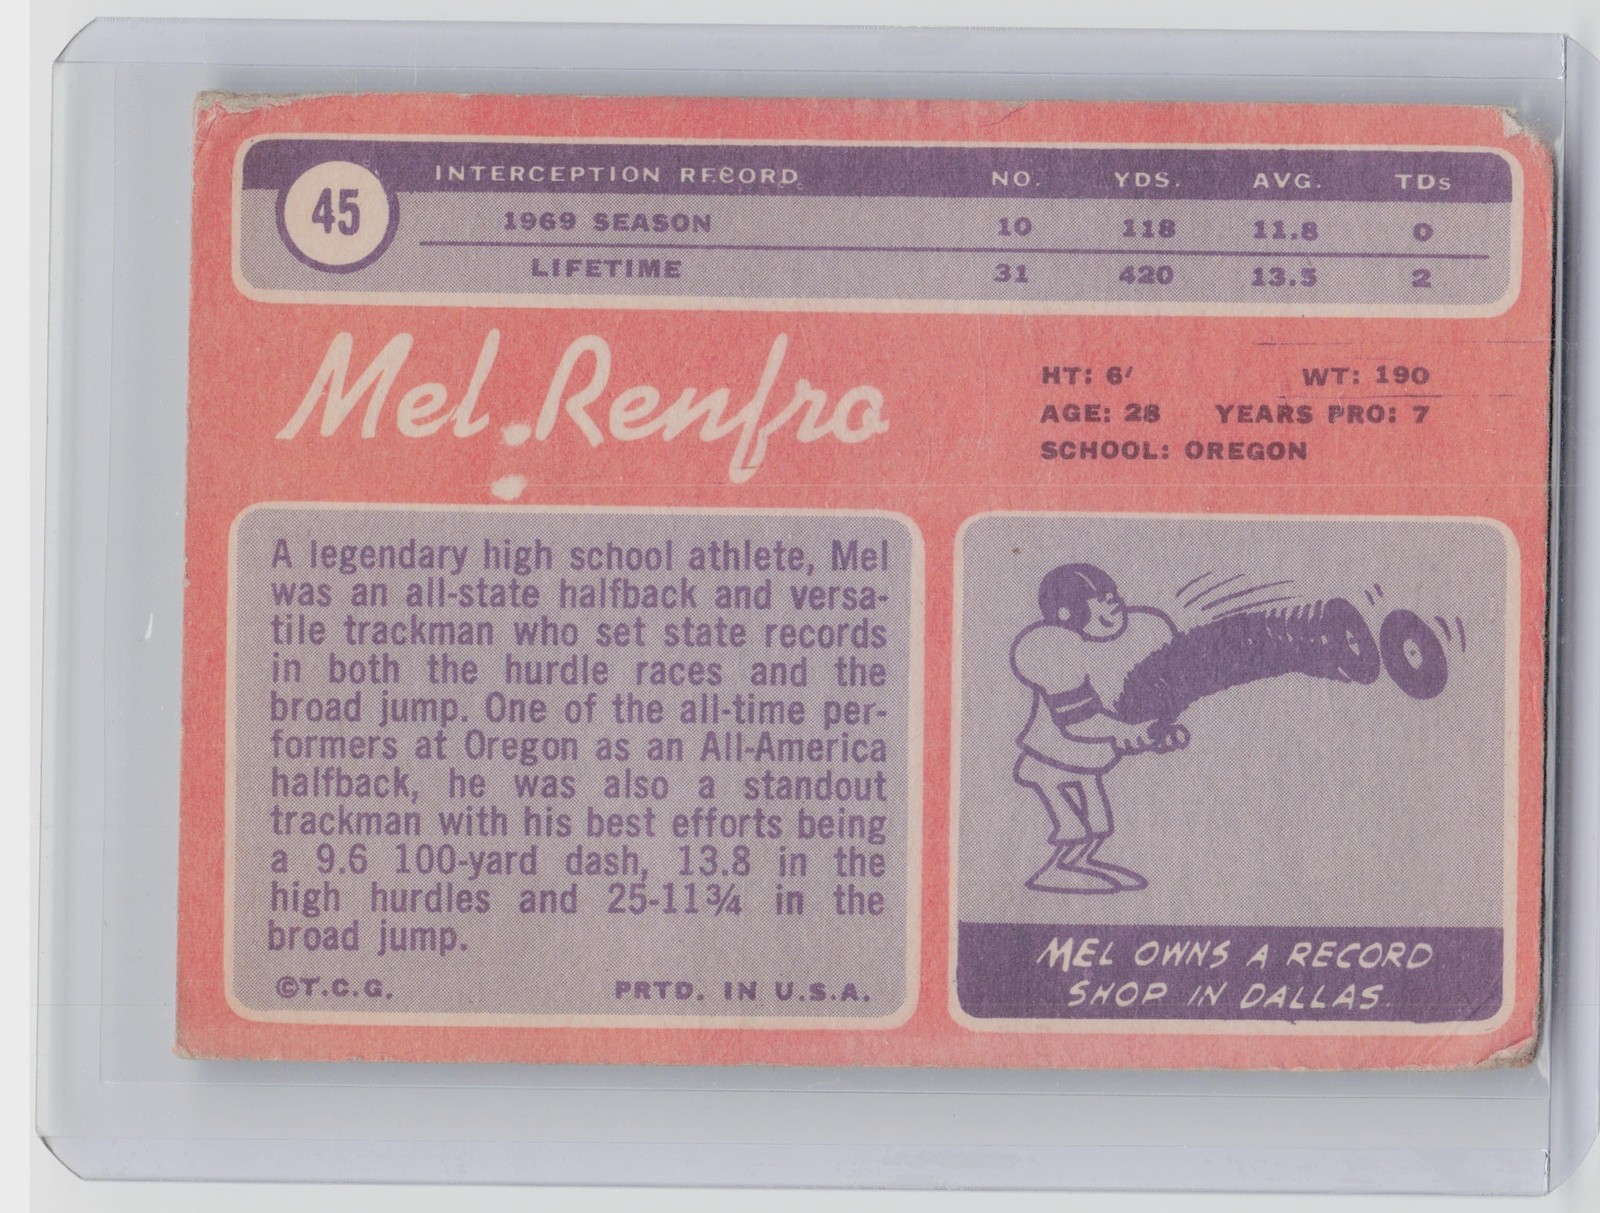 45
INTERCEPTION RECORD NO. YDS. AVG. TDs
1969 SEASON 10 118 11.8 0
LIFETIME 31 420 13.5 2
Mel Renfro
HT: 6' WT: 190
AGE: 28 YEARS PRO: 7
SCHOOL: OREGON
A legendary high school athlete, Mel
was an all-state halfback and versa-
tile trackman who set state records
in both the hurdle races and the
broad jump. One of the all-time per-
formers at Oregon as an All-America
halfback, he was also a standout
trackman with his best efforts being
a 9.6 100-yard dash, 13.8 in the
high hurdles and 25-11¾ in the
broad jump.
©T.C.G. PRTD. IN U.S.A.
MEL OWNS A RECORD
SHOP IN DALLAS.